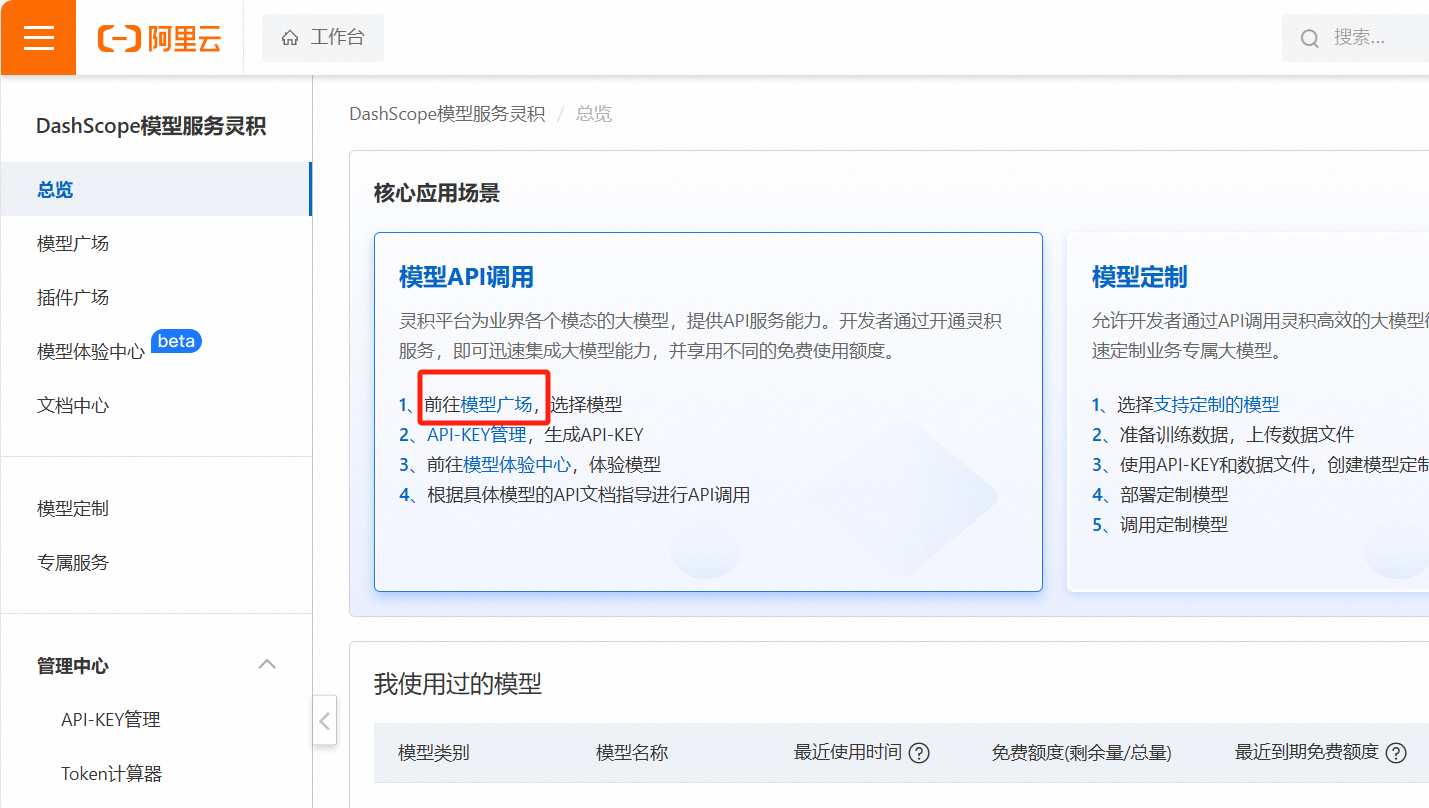 阿里云
工作台
搜索...
DashScope模型服务灵积
总览
模型广场
插件广场
模型体验中心 beta
文档中心
模型定制
专属服务
管理中心
API-KEY管理
Token计算器
DashScope模型服务灵积 / 总览
核心应用场景
模型API调用
灵积平台为业界各个模态的大模型，提供API服务能力。开发者通过开通灵积
服务，即可迅速集成大模型能力，并享用不同的免费使用额度。
1、前往模型广场，选择模型
2、API-KEY管理，生成API-KEY
3、前往模型体验中心，体验模型
4、根据具体模型的API文档指导进行API调用
模型定制
允许开发者通过API调用灵积高效的大模型
速定制业务专属大模型。
1、选择支持定制的模型
2、准备训练数据，上传数据文件
3、使用API-KEY和数据文件，创建模型定制
4、部署定制模型
5、调用定制模型
我使用过的模型
模型类别 模型名称 最近使用时间 免费额度(剩余量/总量) 最近到期免费额度